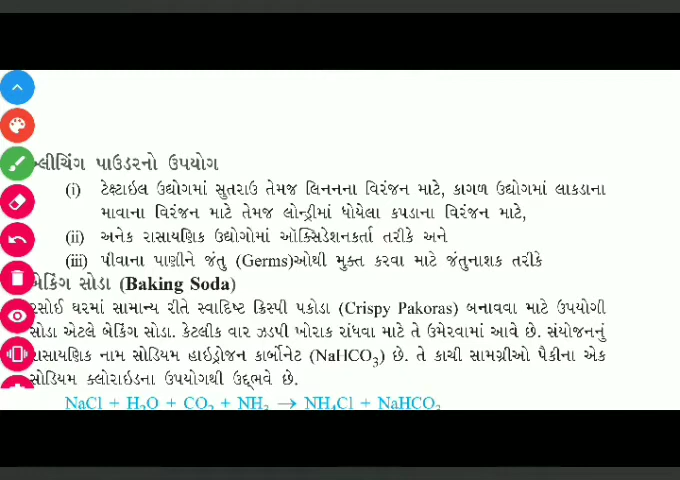 બ્લીચિંગ પાઉડરનો ઉપયોગ
(i) ટેક્ષ્ટાઇલ ઉદ્યોગમાં સુતરાઉ તેમજ લિનનના વિરંજન માટે, કાગળ ઉદ્યોગમાં લાકડાના
માવાના વિરંજન માટે તેમજ લોન્ડ્રીમાં ધોયેલા કપડાના વિરંજન માટે,
(ii) અનેક રાસાયણિક ઉદ્યોગોમાં ઓક્સિડેશનકર્તા તરીકે અને
(iii) પીવાના પાણીને જંતુ (Germs)ઓથી મુક્ત કરવા માટે જંતુનાશક તરીકે
બેકિંગ સોડા (Baking Soda)
રસોઈ ઘરમાં સામાન્ય રીતે સ્વાદિષ્ટ ક્રિસ્પી પકોડા (Crispy Pakoras) બનાવવા માટે ઉપયોગી
સોડા એટલે બેકિંગ સોડા. કેટલીક વાર ઝડપી ખોરાક રાંધવા માટે તે ઉમેરવામાં આવે છે. સંયોજનનું
રાસાયણિક નામ સોડિયમ હાઇડ્રોજન કાર્બોનેટ (NaHCO₃) છે. તે કાચી સામગ્રીઓ પૈકીના એક
સોડિયમ ક્લોરાઇડના ઉપયોગથી ઉદ્ભવે છે.
NaCl + H₂O + CO₂ + NH₃ → NH₄Cl + NaHCO₃